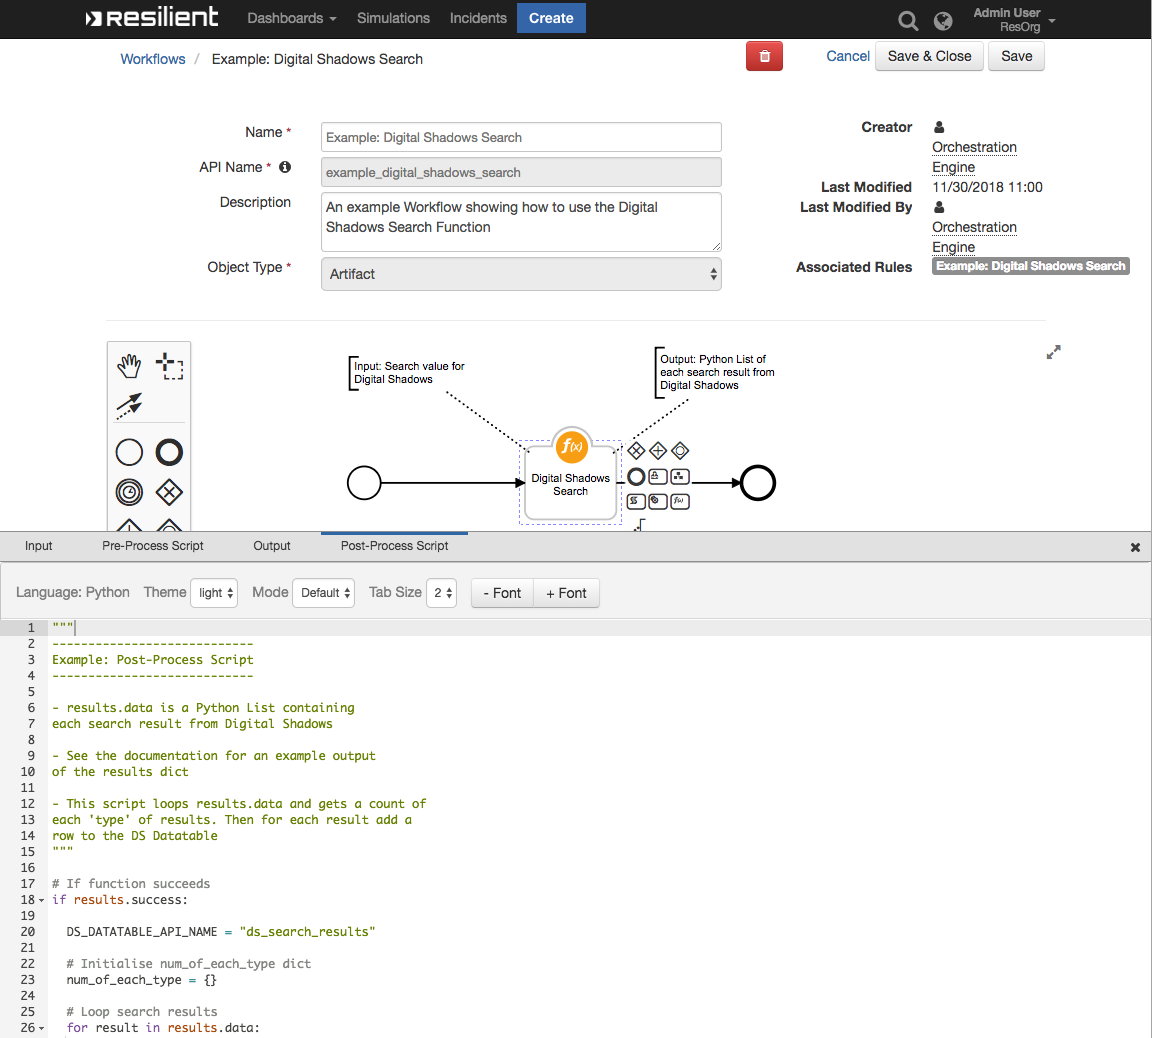 resilient Dashboards Simulations Incidents Create Admin User
ResOrg
Workflows / Example: Digital Shadows Search Cancel Save & Close Save
Name * Example: Digital Shadows Search
API Name * example_digital_shadows_search
Description An example Workflow showing how to use the Digital
Shadows Search Function
Object Type * Artifact
Creator
Orchestration
Engine
Last Modified 11/30/2018 11:00
Last Modified By
Orchestration
Engine
Associated Rules Example: Digital Shadows Search
Input: Search value for
Digital Shadows
Output: Python List of
each search result from
Digital Shadows
f(x)
Digital Shadows
Search
Input Pre-Process Script Output Post-Process Script
Language: Python Theme light Mode Default Tab Size 2 - Font + Font
1 """
2 ----------------------------
3 Example: Post-Process Script
4 ----------------------------
5
6 - results.data is a Python List containing
7 each search result from Digital Shadows
8
9 - See the documentation for an example output
10 of the results dict
11
12 - This script loops results.data and gets a count of
13 each 'type' of results. Then for each result add a
14 row to the DS Datatable
15 """
16
17 # If function succeeds
18 if results.success:
19
20 DS_DATATABLE_API_NAME = "ds_search_results"
21
22 # Initialise num_of_each_type dict
23 num_of_each_type = {}
24
25 # Loop search results
26 for result in results.data: